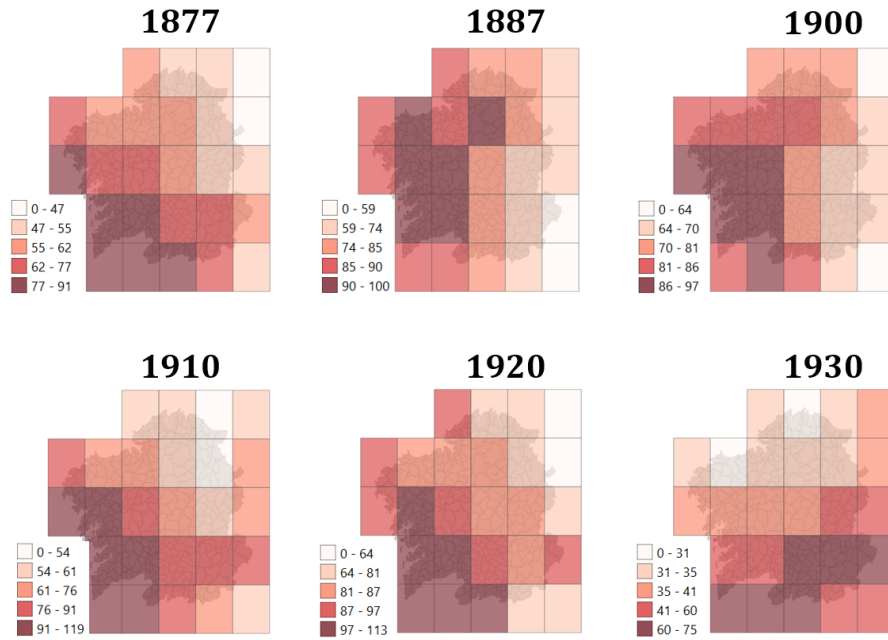 1877
1887
1900
0 - 47
47 - 55
55 - 62
62 - 77
77 - 91
0 - 59
59 - 74
74 - 85
85 - 90
90 - 100
0 - 64
64 - 70
70 - 81
81 - 86
86 - 97
1910
1920
1930
0 - 54
54 - 61
61 - 76
76 - 91
91 - 119
0 - 64
64 - 81
81 - 87
87 - 97
97 - 113
0 - 31
31 - 35
35 - 41
41 - 60
60 - 75